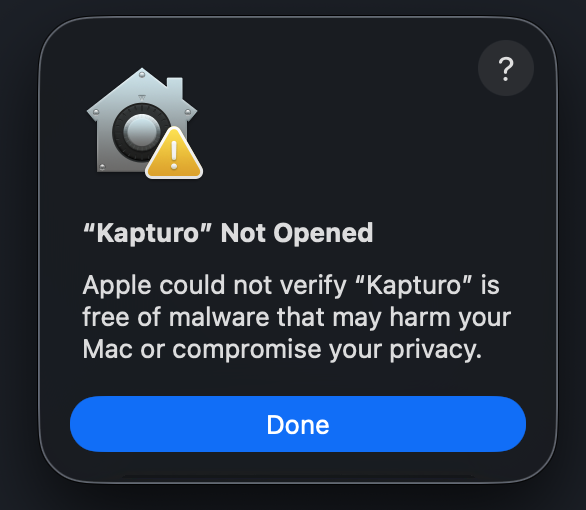 ?
“Kapturo” Not Opened
Apple could not verify “Kapturo” is
free of malware that may harm your
Mac or compromise your privacy.
Done